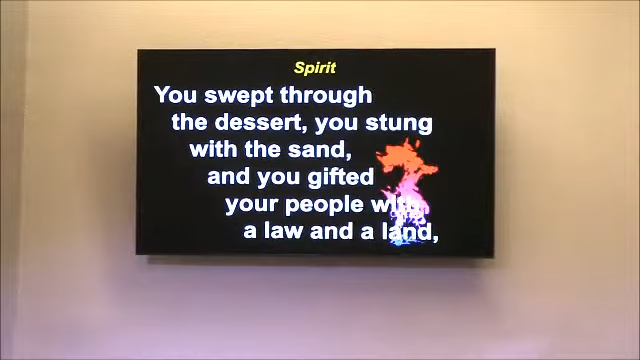 Spirit
You swept through
the dessert, you stung
with the sand,
and you gifted
your people with
a law and a land,